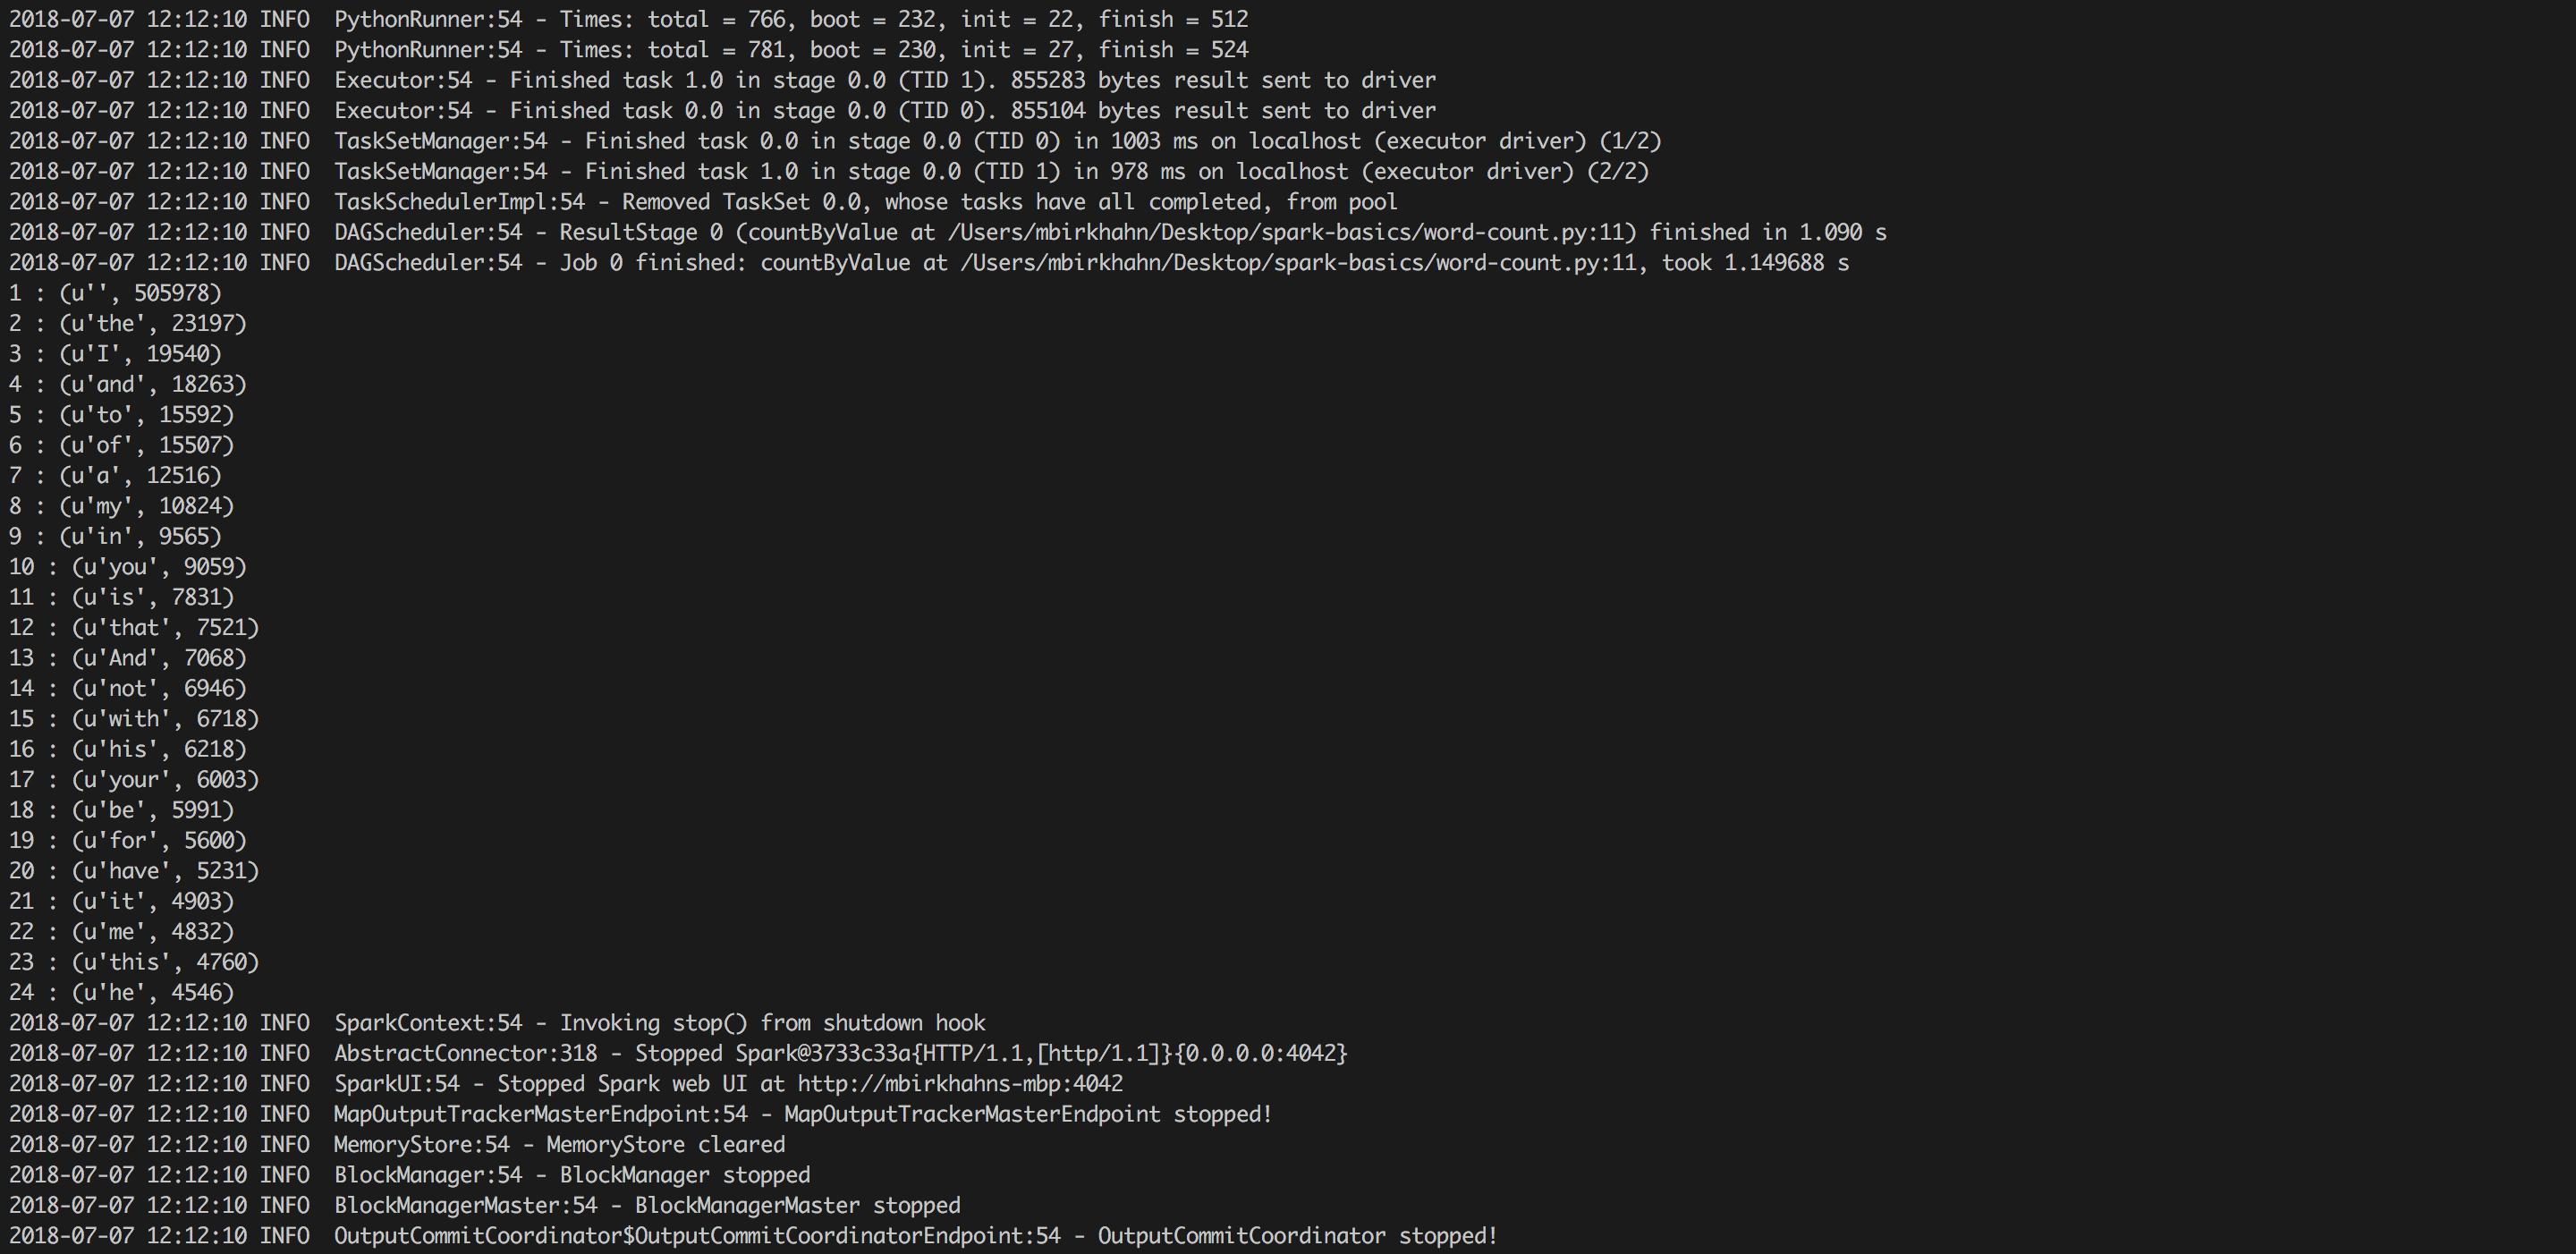 2018-07-07 12:12:10 INFO  PythonRunner:54 - Times: total = 766, boot = 232, init = 22, finish = 512
2018-07-07 12:12:10 INFO  PythonRunner:54 - Times: total = 781, boot = 230, init = 27, finish = 524
2018-07-07 12:12:10 INFO  Executor:54 - Finished task 1.0 in stage 0.0 (TID 1). 855283 bytes result sent to driver
2018-07-07 12:12:10 INFO  Executor:54 - Finished task 0.0 in stage 0.0 (TID 0). 855104 bytes result sent to driver
2018-07-07 12:12:10 INFO  TaskSetManager:54 - Finished task 0.0 in stage 0.0 (TID 0) in 1003 ms on localhost (executor driver) (1/2)
2018-07-07 12:12:10 INFO  TaskSetManager:54 - Finished task 1.0 in stage 0.0 (TID 1) in 978 ms on localhost (executor driver) (2/2)
2018-07-07 12:12:10 INFO  TaskSchedulerImpl:54 - Removed TaskSet 0.0, whose tasks have all completed, from pool
2018-07-07 12:12:10 INFO  DAGScheduler:54 - ResultStage 0 (countByValue at /Users/mbirkhahn/Desktop/spark-basics/word-count.py:11) finished in 1.090 s
2018-07-07 12:12:10 INFO  DAGScheduler:54 - Job 0 finished: countByValue at /Users/mbirkhahn/Desktop/spark-basics/word-count.py:11, took 1.149688 s
1 : (u'', 505978)
2 : (u'the', 23197)
3 : (u'I', 19540)
4 : (u'and', 18263)
5 : (u'to', 15592)
6 : (u'of', 15507)
7 : (u'a', 12516)
8 : (u'my', 10824)
9 : (u'in', 9565)
10 : (u'you', 9059)
11 : (u'is', 7831)
12 : (u'that', 7521)
13 : (u'And', 7068)
14 : (u'not', 6946)
15 : (u'with', 6718)
16 : (u'his', 6218)
17 : (u'your', 6003)
18 : (u'be', 5991)
19 : (u'for', 5600)
20 : (u'have', 5231)
21 : (u'it', 4903)
22 : (u'me', 4832)
23 : (u'this', 4760)
24 : (u'he', 4546)
2018-07-07 12:12:10 INFO  SparkContext:54 - Invoking stop() from shutdown hook
2018-07-07 12:12:10 INFO  AbstractConnector:318 - Stopped Spark@3733c33a{HTTP/1.1,[http/1.1]}{0.0.0.0:4042}
2018-07-07 12:12:10 INFO  SparkUI:54 - Stopped Spark web UI at http://mbirkhahns-mbp:4042
2018-07-07 12:12:10 INFO  MapOutputTrackerMasterEndpoint:54 - MapOutputTrackerMasterEndpoint stopped!
2018-07-07 12:12:10 INFO  MemoryStore:54 - MemoryStore cleared
2018-07-07 12:12:10 INFO  BlockManager:54 - BlockManager stopped
2018-07-07 12:12:10 INFO  BlockManagerMaster:54 - BlockManagerMaster stopped
2018-07-07 12:12:10 INFO  OutputCommitCoordinator$OutputCommitCoordinatorEndpoint:54 - OutputCommitCoordinator stopped!